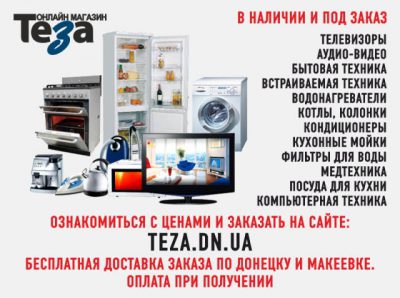 ОНЛАЙН МАГАЗИН
Теза
В НАЛИЧИИ И ПОД ЗАКАЗ
ТЕЛЕВИЗОРЫ
АУДИО-ВИДЕО
БЫТОВАЯ ТЕХНИКА
ВСТРАИВАЕМАЯ ТЕХНИКА
ВОДОНАГРЕВАТЕЛИ
КОТЛЫ, КОЛОНКИ
КОНДИЦИОНЕРЫ
КУХОННЫЕ МОЙКИ
ФИЛЬТРЫ ДЛЯ ВОДЫ
МЕДТЕХНИКА
ПОСУДА ДЛЯ КУХНИ
КОМПЬЮТЕРНАЯ ТЕХНИКА
ОЗНАКОМИТЬСЯ С ЦЕНАМИ И ЗАКАЗАТЬ НА САЙТЕ:
TEZA.DN.UA
БЕСПЛАТНАЯ ДОСТАВКА ЗАКАЗА ПО ДОНЕЦКУ И МАКЕЕВКЕ.
ОПЛАТА ПРИ ПОЛУЧЕНИИ